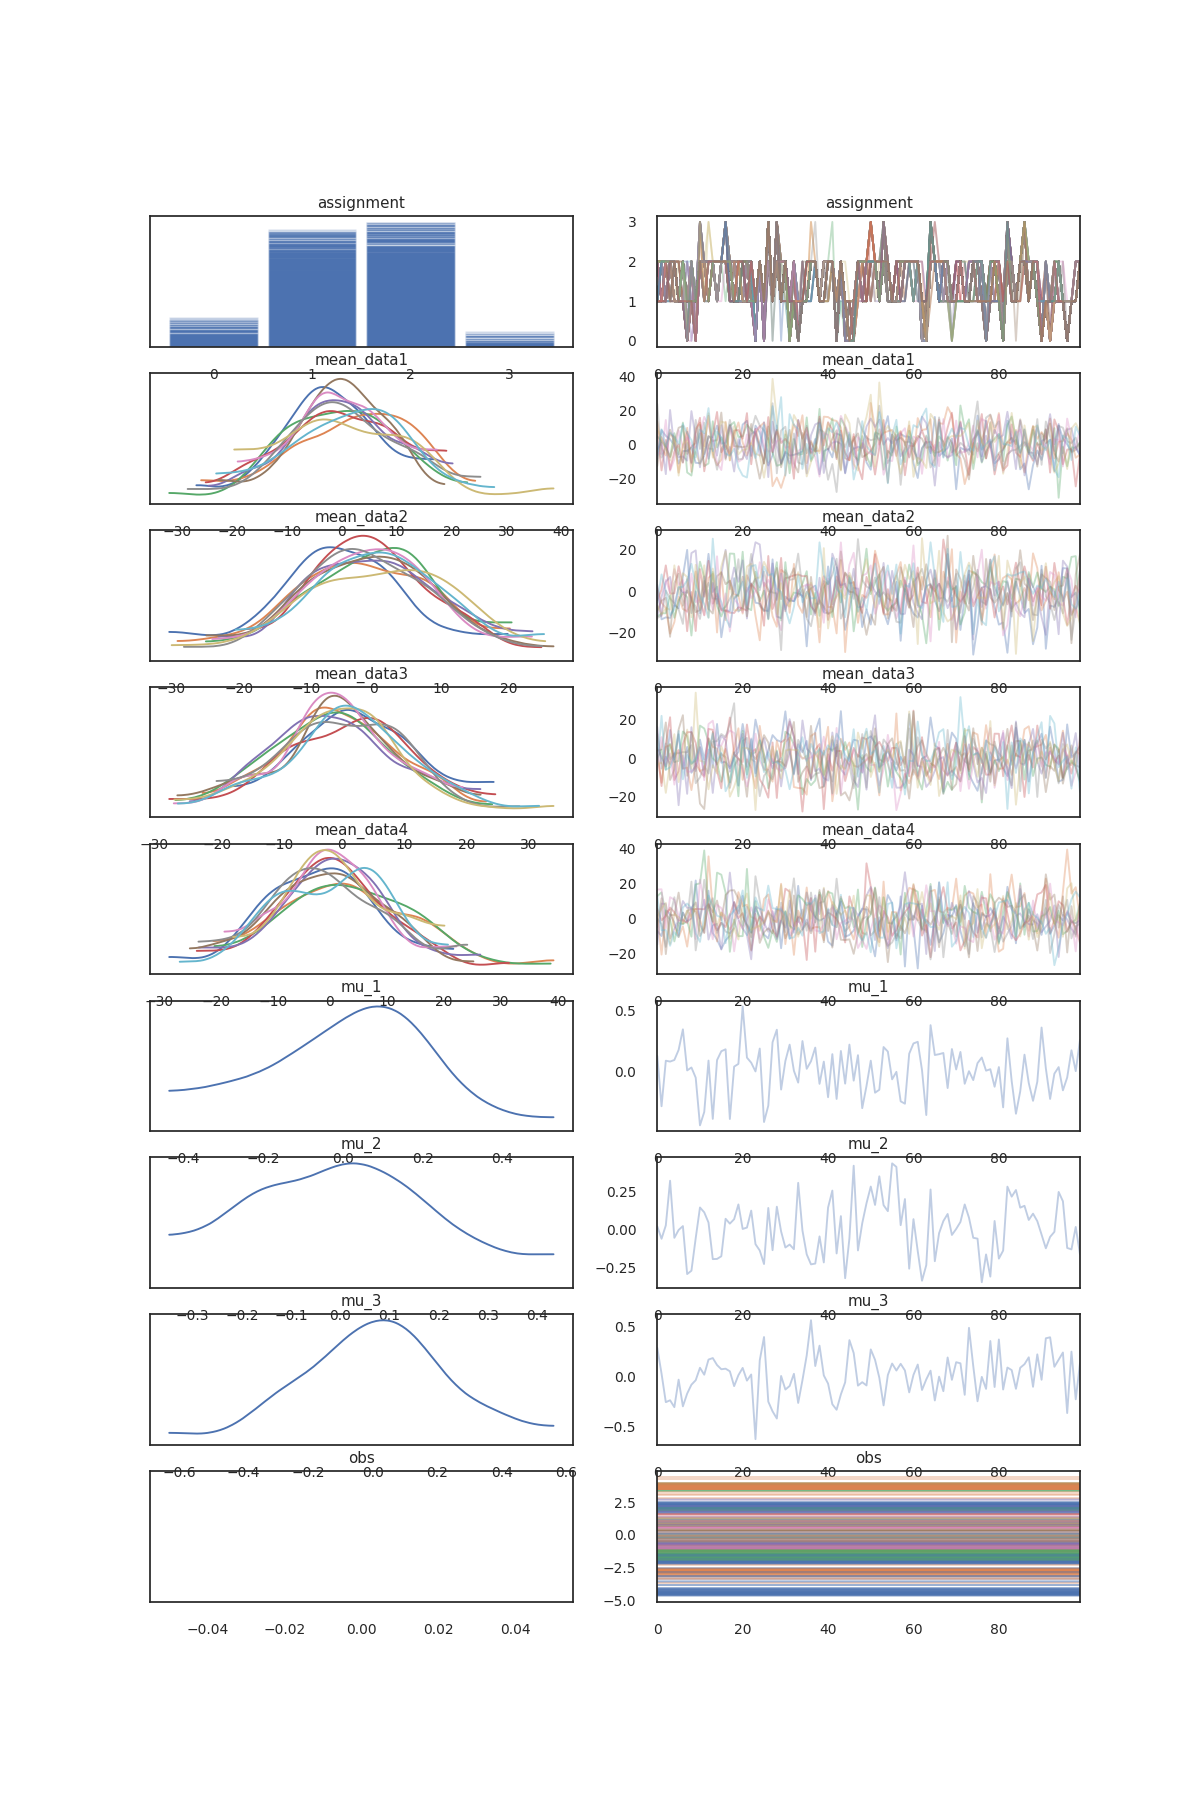 assignment assignment
3
2
1
0
mean_data1 mean_data1
0 1 2 3 0 20 40 60 80
40
20
0
−20
mean_data2 mean_data2
−30 −20 −10 0 10 20 30 40 0 20 40 60 80
20
0
−20
mean_data3 mean_data3
−30 −20 −10 0 10 20 0 20 40 60 80
20
0
−20
mean_data4 mean_data4
−30 −20 −10 0 10 20 30 0 20 40 60 80
40
20
0
−20
mu_1 mu_1
−30 −20 −10 0 10 20 30 40 0 20 40 60 80
0.5
0.0
mu_2 mu_2
−0.4 −0.2 0.0 0.2 0.4 0 20 40 60 80
0.25
0.00
−0.25
mu_3 mu_3
−0.3 −0.2 −0.1 0.0 0.1 0.2 0.3 0.4 0 20 40 60 80
0.5
0.0
−0.5
obs obs
−0.6 −0.4 −0.2 0.0 0.2 0.4 0.6 0 20 40 60 80
2.5
0.0
−2.5
−5.0
−0.04 −0.02 0.00 0.02 0.04 0 20 40 60 80